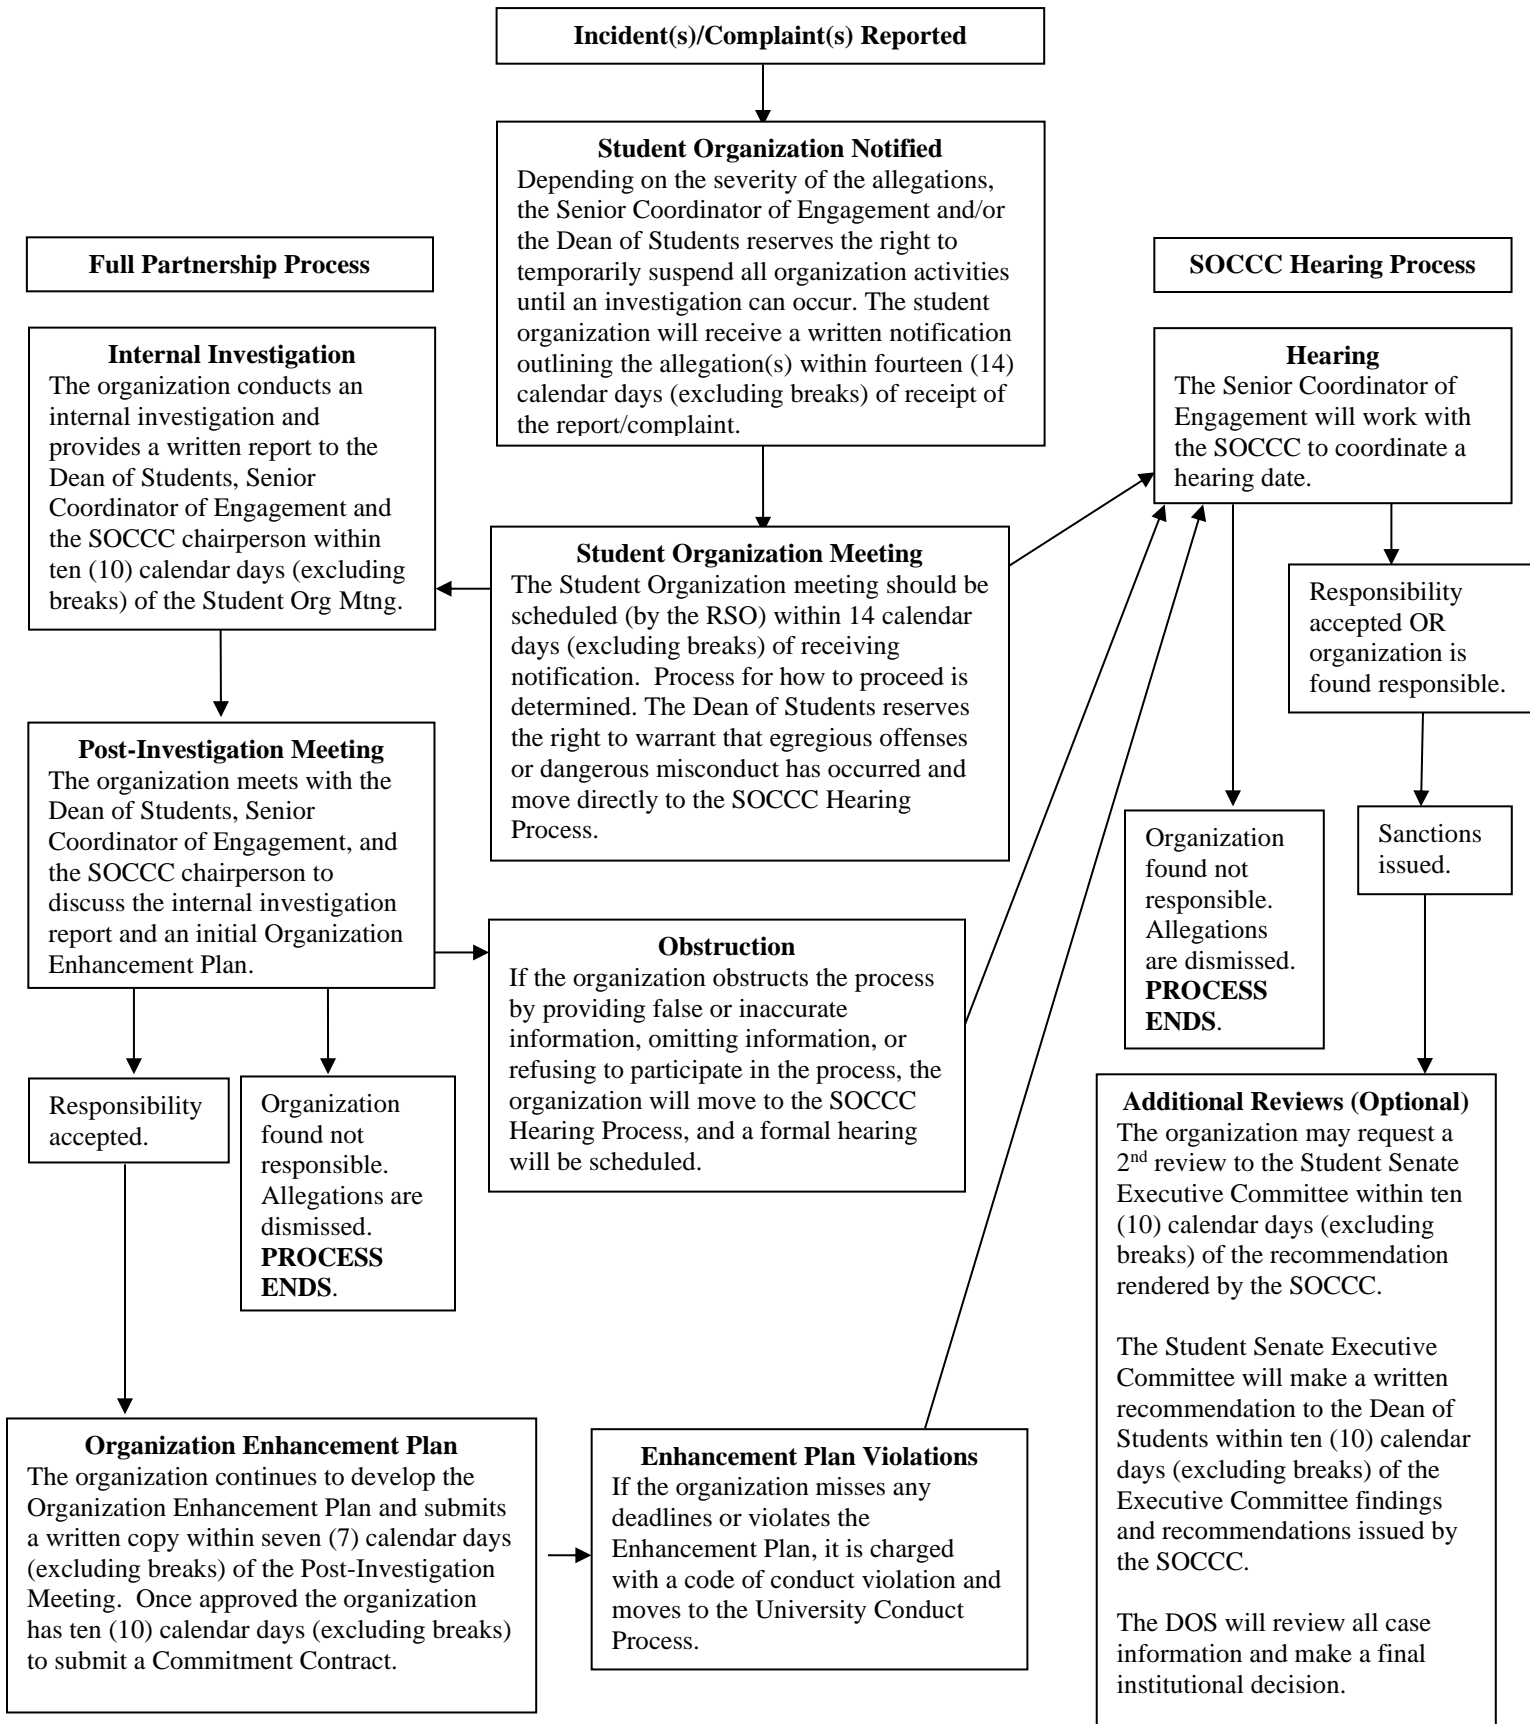 Incident(s)/Complaint(s) Reported
Student Organization Notified
Depending on the severity of the allegations,
the Senior Coordinator of Engagement and/or
the Dean of Students reserves the right to
temporarily suspend all organization activities
until an investigation can occur. The student
organization will receive a written notification
outlining the allegation(s) within fourteen (14)
calendar days (excluding breaks) of receipt of
the report/complaint.
Full Partnership Process
SOCCC Hearing Process
Internal Investigation
The organization conducts an
internal investigation and
provides a written report to the
Dean of Students, Senior
Coordinator of Engagement and
the SOCCC chairperson within
ten (10) calendar days (excluding
breaks) of the Student Org Mtng.
Hearing
The Senior Coordinator of
Engagement will work with
the SOCCC to coordinate a
hearing date.
Student Organization Meeting
The Student Organization meeting should be
scheduled (by the RSO) within 14 calendar
days (excluding breaks) of receiving
notification.  Process for how to proceed is
determined. The Dean of Students reserves
the right to warrant that egregious offenses
or dangerous misconduct has occurred and
move directly to the SOCCC Hearing
Process.
Responsibility
accepted OR
organization is
found responsible.
Post-Investigation Meeting
The organization meets with the
Dean of Students, Senior
Coordinator of Engagement, and
the SOCCC chairperson to
discuss the internal investigation
report and an initial Organization
Enhancement Plan.
Organization
found not
responsible.
Allegations
are dismissed.
PROCESS
ENDS.
Sanctions
issued.
Obstruction
If the organization obstructs the process
by providing false or inaccurate
information, omitting information, or
refusing to participate in the process, the
organization will move to the SOCCC
Hearing Process, and a formal hearing
will be scheduled.
Responsibility
accepted.
Organization
found not
responsible.
Allegations are
dismissed.
PROCESS
ENDS.
Additional Reviews (Optional)
The organization may request a
2nd review to the Student Senate
Executive Committee within ten
(10) calendar days (excluding
breaks) of the recommendation
rendered by the SOCCC.
The Student Senate Executive
Committee will make a written
recommendation to the Dean of
Students within ten (10) calendar
days (excluding breaks) of the
Executive Committee findings
and recommendations issued by
the SOCCC.
The DOS will review all case
information and make a final
institutional decision.
Organization Enhancement Plan
The organization continues to develop the
Organization Enhancement Plan and submits
a written copy within seven (7) calendar days
(excluding breaks) of the Post-Investigation
Meeting.  Once approved the organization
has ten (10) calendar days (excluding breaks)
to submit a Commitment Contract.
Enhancement Plan Violations
If the organization misses any
deadlines or violates the
Enhancement Plan, it is charged
with a code of conduct violation and
moves to the University Conduct
Process.